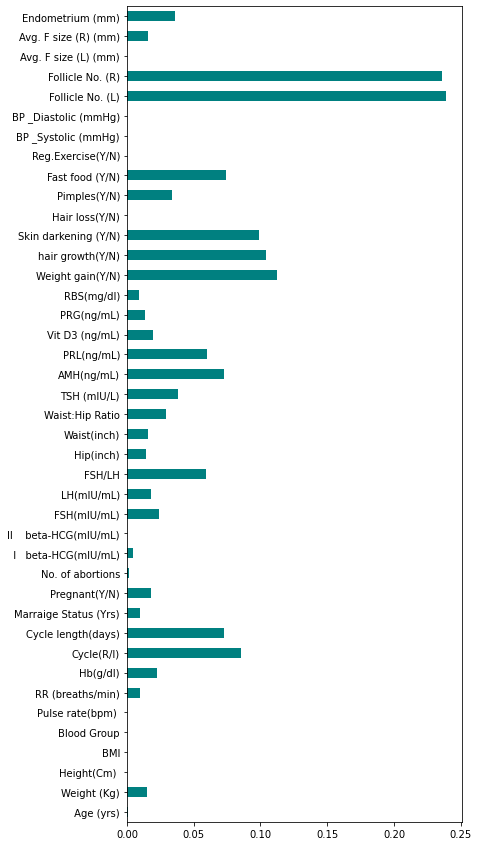 Endometrium (mm)
Avg. F size (R) (mm)
Avg. F size (L) (mm)
Follicle No. (R)
Follicle No. (L)
BP _Diastolic (mmHg)
BP _Systolic (mmHg)
Reg.Exercise(Y/N)
Fast food (Y/N)
Pimples(Y/N)
Hair loss(Y/N)
Skin darkening (Y/N)
hair growth(Y/N)
Weight gain(Y/N)
RBS(mg/dl)
PRG(ng/mL)
Vit D3 (ng/mL)
PRL(ng/mL)
AMH(ng/mL)
TSH (mIU/L)
Waist:Hip Ratio
Waist(inch)
Hip(inch)
FSH/LH
LH(mIU/mL)
FSH(mIU/mL)
II    beta-HCG(mIU/mL)
I   beta-HCG(mIU/mL)
No. of abortions
Pregnant(Y/N)
Marraige Status (Yrs)
Cycle length(days)
Cycle(R/I)
Hb(g/dl)
RR (breaths/min)
Pulse rate(bpm)
Blood Group
BMI
Height(Cm)
Weight (Kg)
Age (yrs)
0.00 0.05 0.10 0.15 0.20 0.25